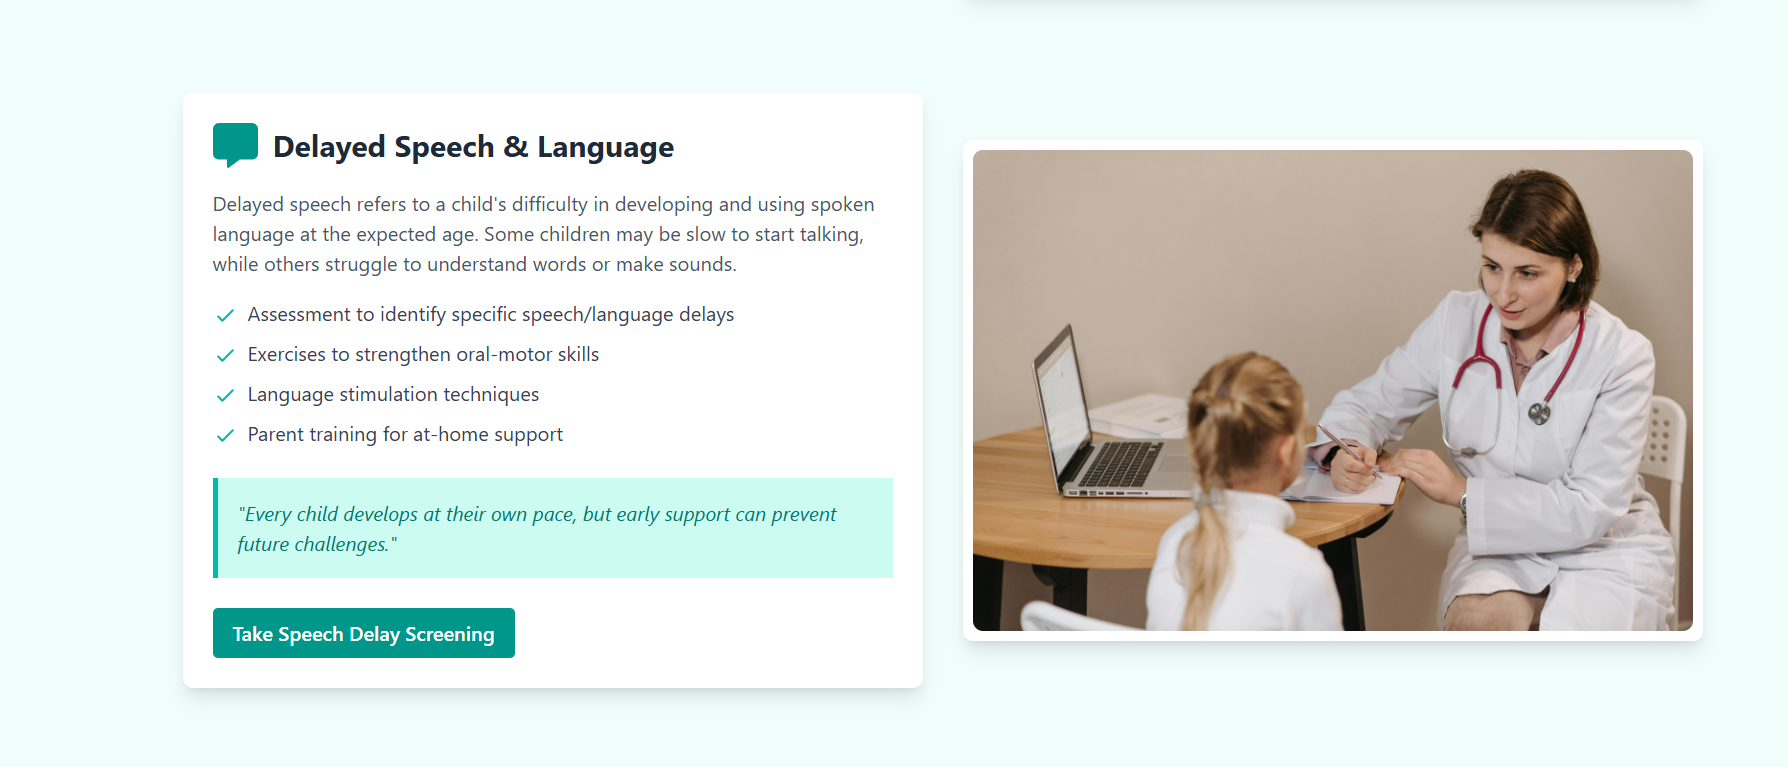 Delayed Speech & Language
Delayed speech refers to a child's difficulty in developing and using spoken
language at the expected age. Some children may be slow to start talking,
while others struggle to understand words or make sounds.
Assessment to identify specific speech/language delays
Exercises to strengthen oral-motor skills
Language stimulation techniques
Parent training for at-home support
"Every child develops at their own pace, but early support can prevent
future challenges."
Take Speech Delay Screening